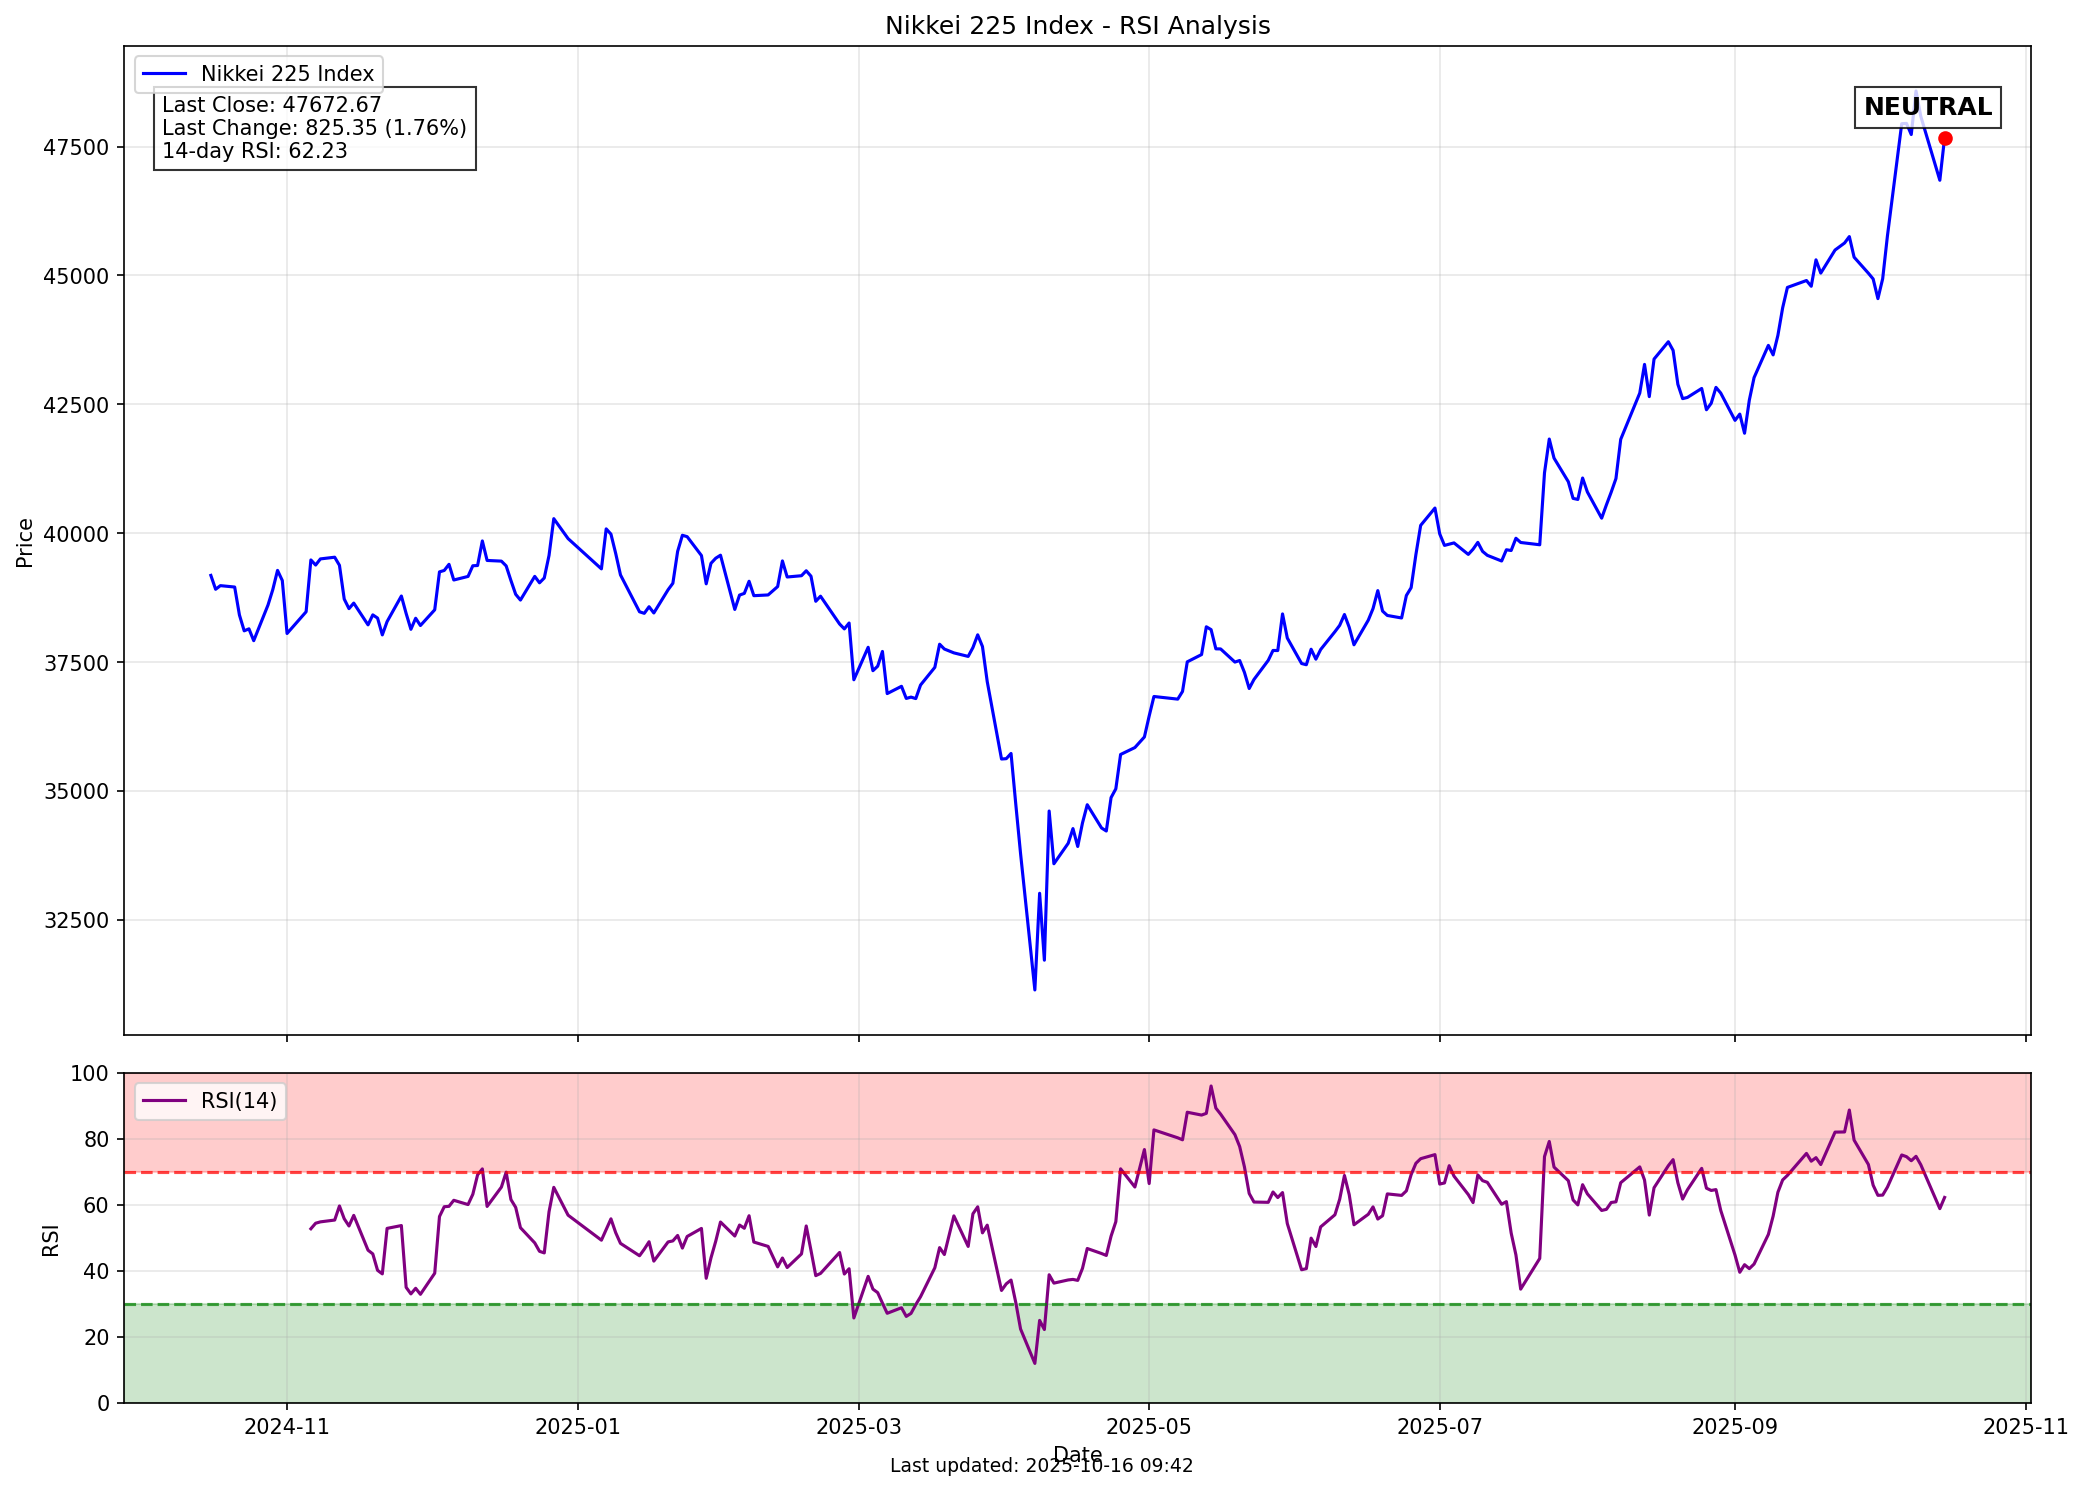 Nikkei 225 Index - RSI Analysis
Nikkei 225 Index
Last Close: 47672.67
Last Change: 825.35 (1.76%)
14-day RSI: 62.23
NEUTRAL
Price
47500
45000
42500
40000
37500
35000
32500
RSI(14)
RSI
100
80
60
40
20
0
2024-11
2025-01
2025-03
2025-05
2025-07
2025-09
2025-11
Date
Last updated: 2025-10-16 09:42